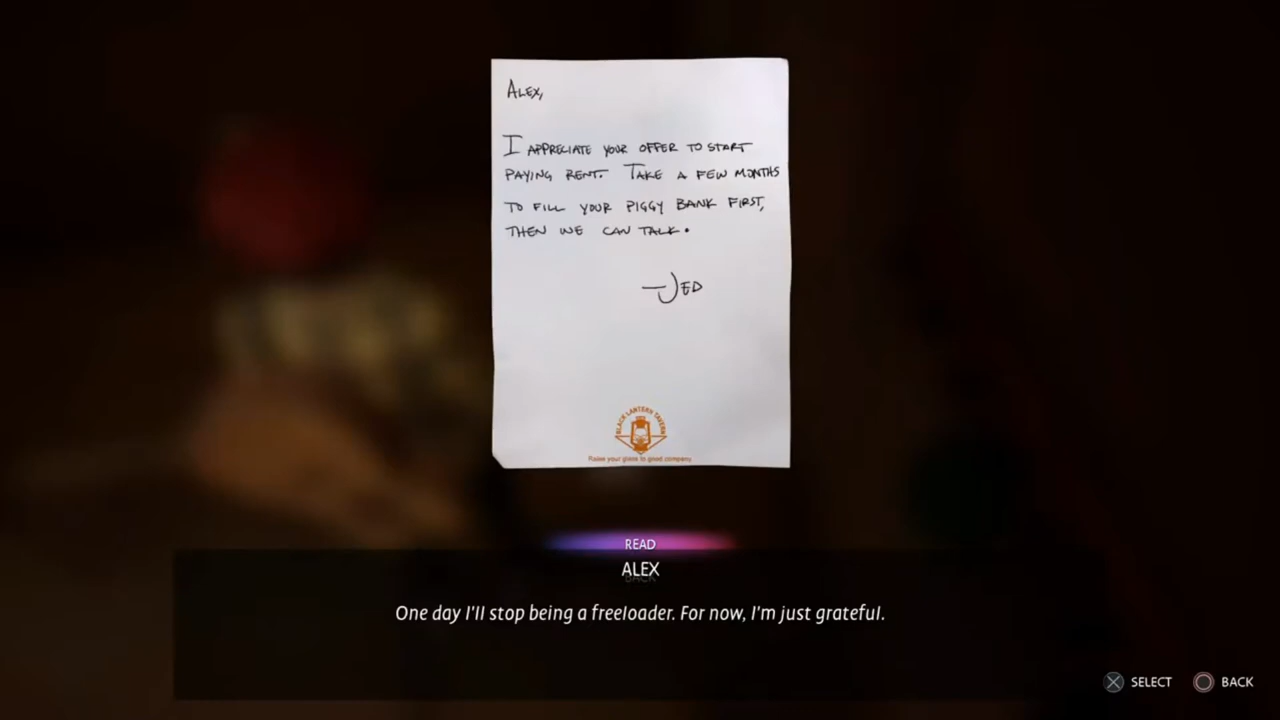 ALEX,
I APPRECIATE YOUR OFFER TO START
PAYING RENT. TAKE A FEW MONTHS
TO FILL YOUR PIGGY BANK FIRST,
THEN WE CAN TALK.
—JED
BLACK LANTERN TAVERN
Raise your glass to good company
READ
ALEX
BACK
One day I'll stop being a freeloader. For now, I'm just grateful.
SELECT
BACK